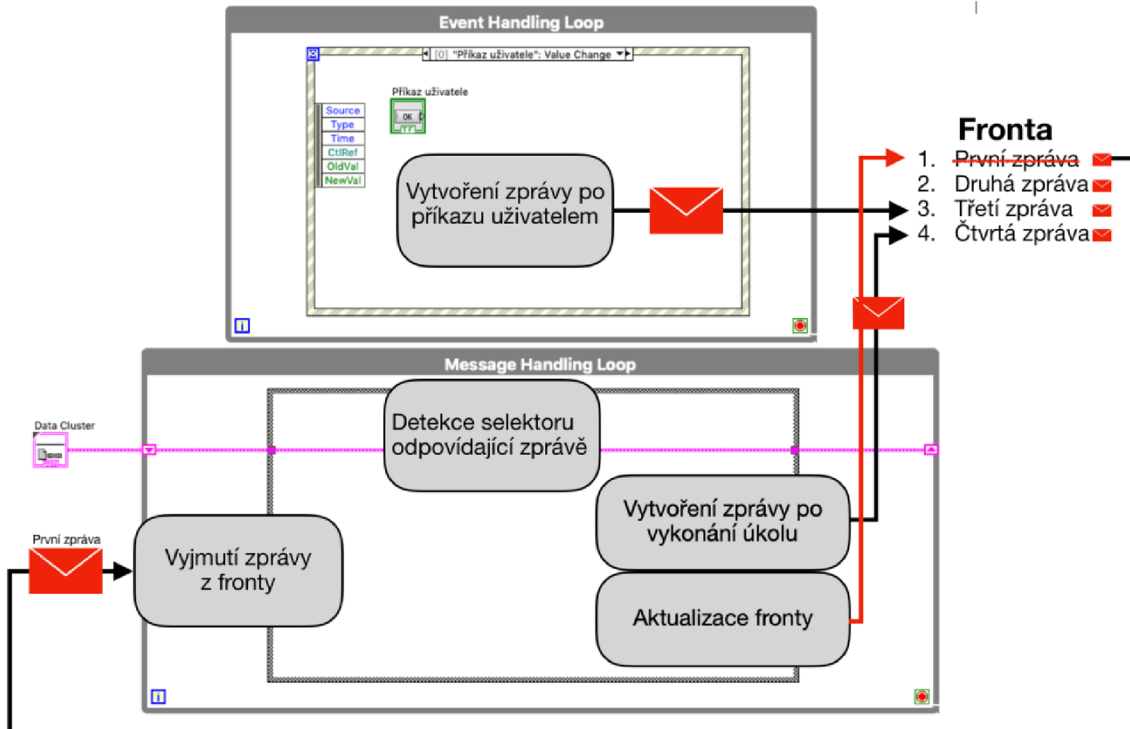 Event Handling Loop
[0] "Příkaz uživatele": Value Change
Příkaz uživatele
OK
TF
Source
Type
Time
CtlRef
OldVal
NewVal
Vytvoření zprávy po
příkazu uživatelem
i
Fronta
1. První zpráva
2. Druhá zpráva
3. Třetí zpráva
4. Čtvrtá zpráva
Message Handling Loop
Data Cluster
Detekce selektoru
odpovídající zprávě
Vytvoření zprávy po
vykonání úkolu
První zpráva
Vyjmutí zprávy
z fronty
Aktualizace fronty
i